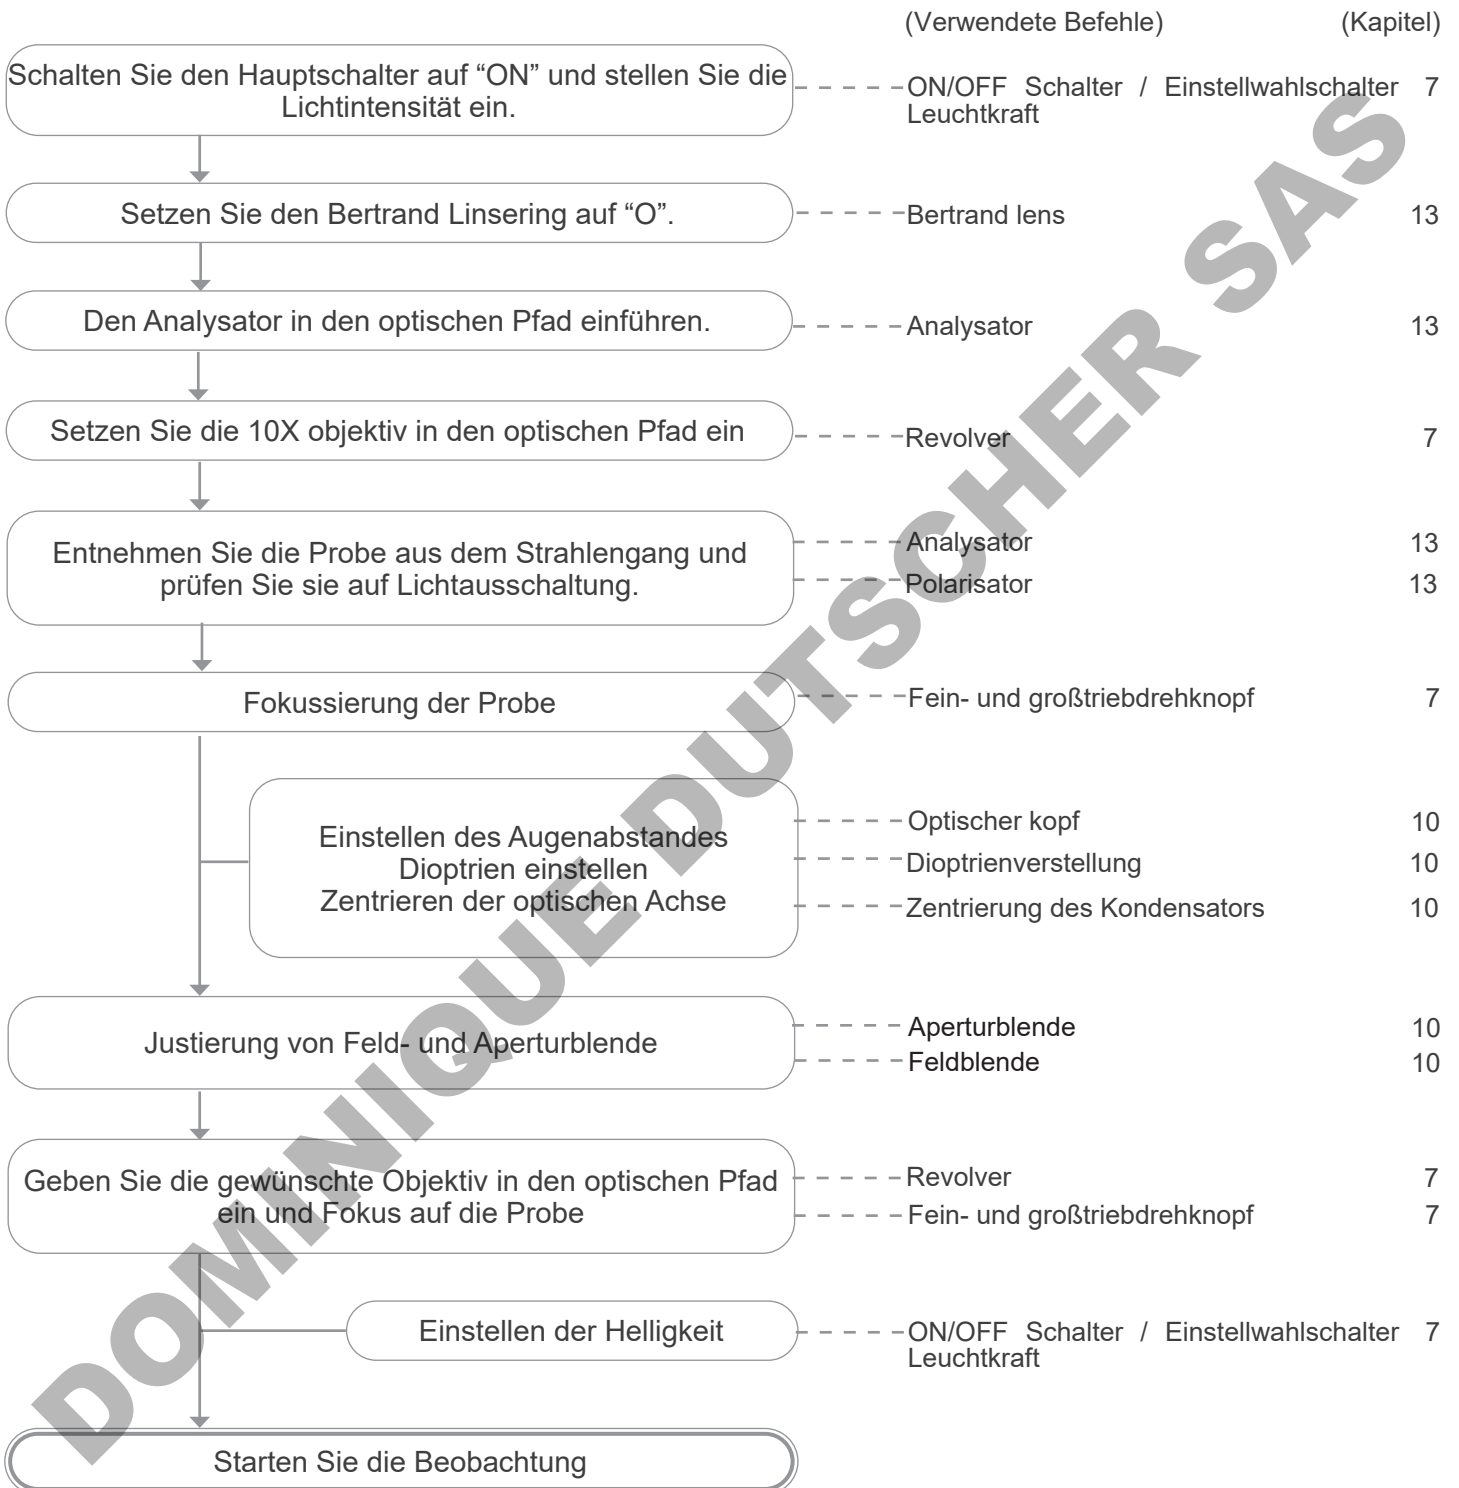 (Verwendete Befehle) (Kapitel)
Schalten Sie den Hauptschalter auf “ON” und stellen Sie die
Lichtintensität ein.
ON/OFF Schalter / Einstellwahlschalter 7
Leuchtkraft
Setzen Sie den Bertrand Linsering auf “O”.
Bertrand lens 13
Den Analysator in den optischen Pfad einführen.
Analysator 13
Setzen Sie die 10X objektiv in den optischen Pfad ein
Revolver 7
Entnehmen Sie die Probe aus dem Strahlengang und
prüfen Sie sie auf Lichtausschaltung.
Analysator 13
Polarisator 13
Fokussierung der Probe
Fein- und großtriebdrehknopf 7
Einstellen des Augenabstandes
Dioptrien einstellen
Zentrieren der optischen Achse
Optischer kopf 10
Dioptrienverstellung 10
Zentrierung des Kondensators 10
Justierung von Feld- und Aperturblende
Aperturblende 10
Feldblende 10
Geben Sie die gewünschte Objektiv in den optischen Pfad
ein und Fokus auf die Probe
Revolver 7
Fein- und großtriebdrehknopf 7
Einstellen der Helligkeit
ON/OFF Schalter / Einstellwahlschalter 7
Leuchtkraft
Starten Sie die Beobachtung
DOMINIQUE DUTSCHER SAS